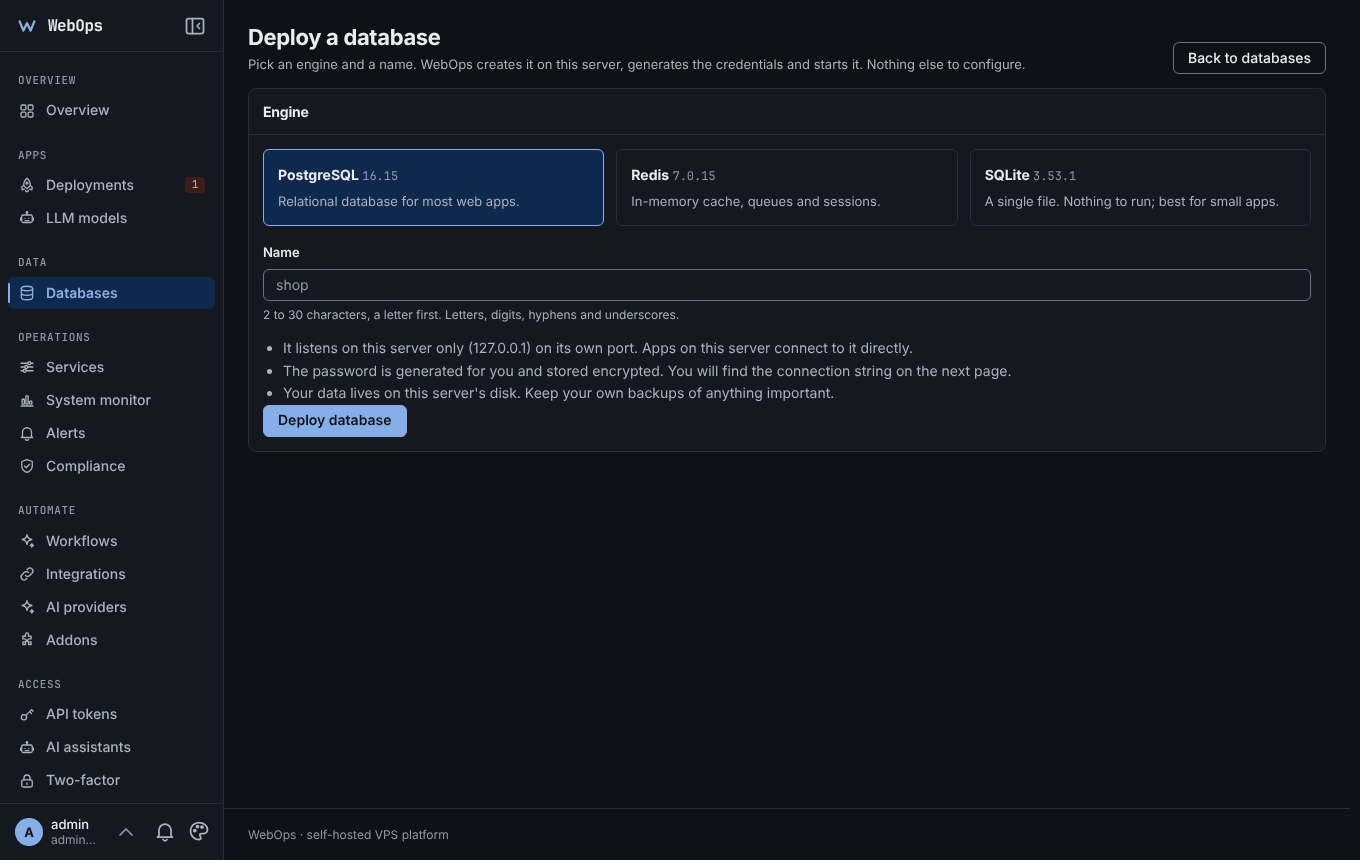 WebOps
OVERVIEW
Overview
APPS
Deployments 1
LLM models
DATA
Databases
OPERATIONS
Services
System monitor
Alerts
Compliance
AUTOMATE
Workflows
Integrations
AI providers
Addons
ACCESS
API tokens
AI assistants
Two-factor
A admin
admin...
Deploy a database
Pick an engine and a name. WebOps creates it on this server, generates the credentials and starts it. Nothing else to configure.
Back to databases
Engine
PostgreSQL 16.15
Relational database for most web apps.
Redis 7.0.15
In-memory cache, queues and sessions.
SQLite 3.53.1
A single file. Nothing to run; best for small apps.
Name
shop
2 to 30 characters, a letter first. Letters, digits, hyphens and underscores.
It listens on this server only (127.0.0.1) on its own port. Apps on this server connect to it directly.
The password is generated for you and stored encrypted. You will find the connection string on the next page.
Your data lives on this server's disk. Keep your own backups of anything important.
Deploy database
WebOps · self-hosted VPS platform